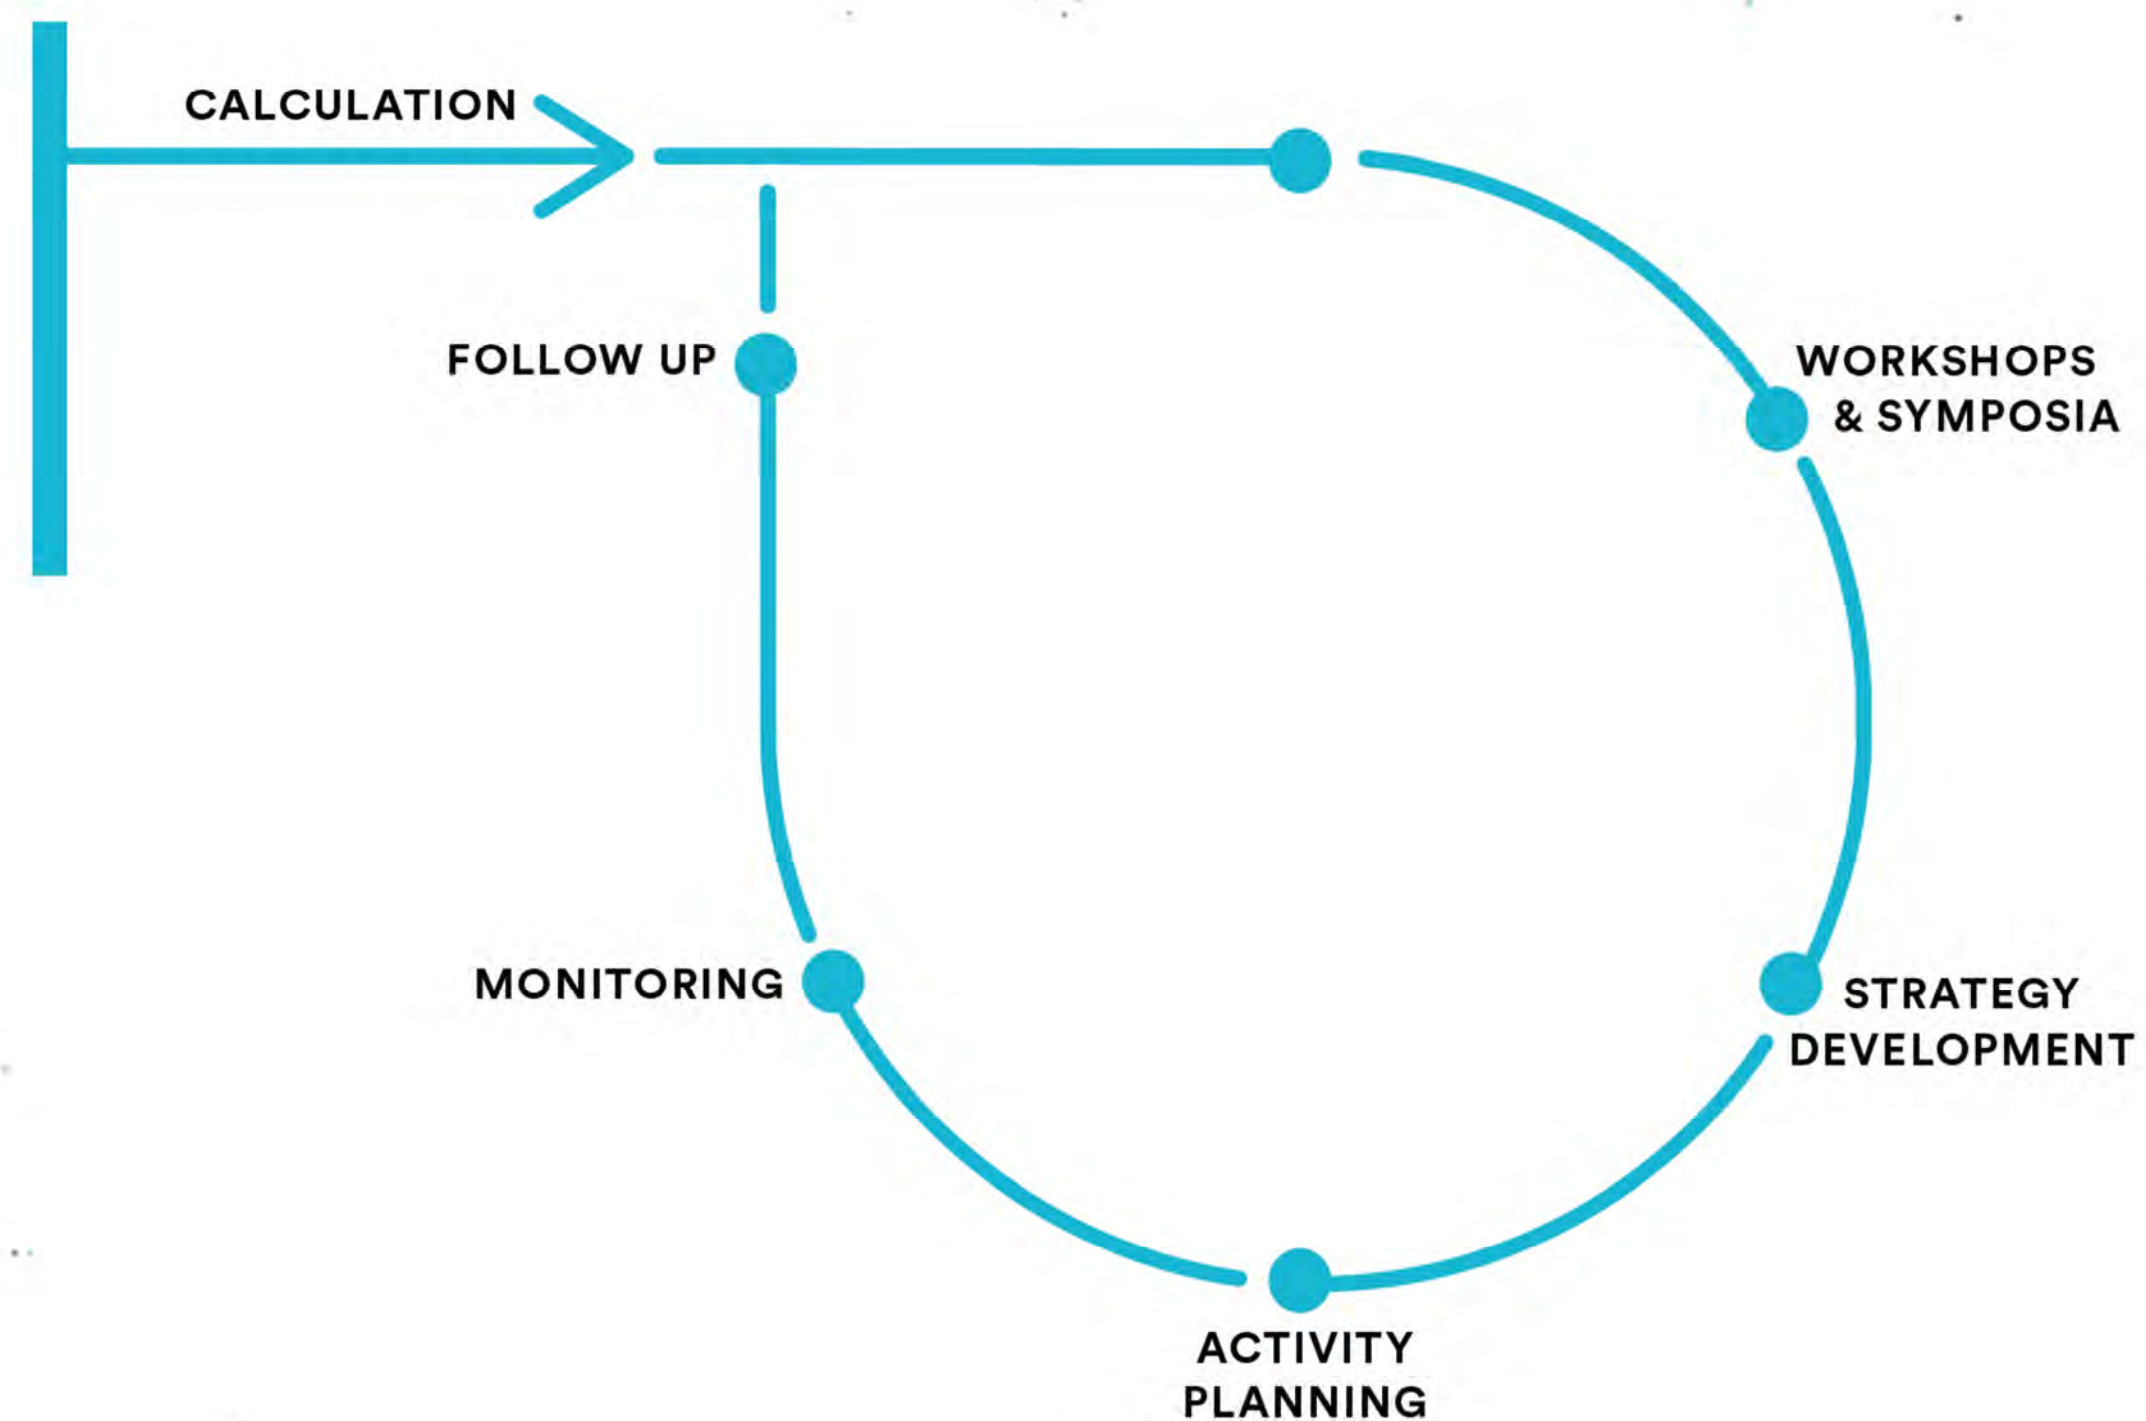 CALCULATION
FOLLOW UP
WORKSHOPS
& SYMPOSIA
MONITORING
STRATEGY
DEVELOPMENT
ACTIVITY
PLANNING